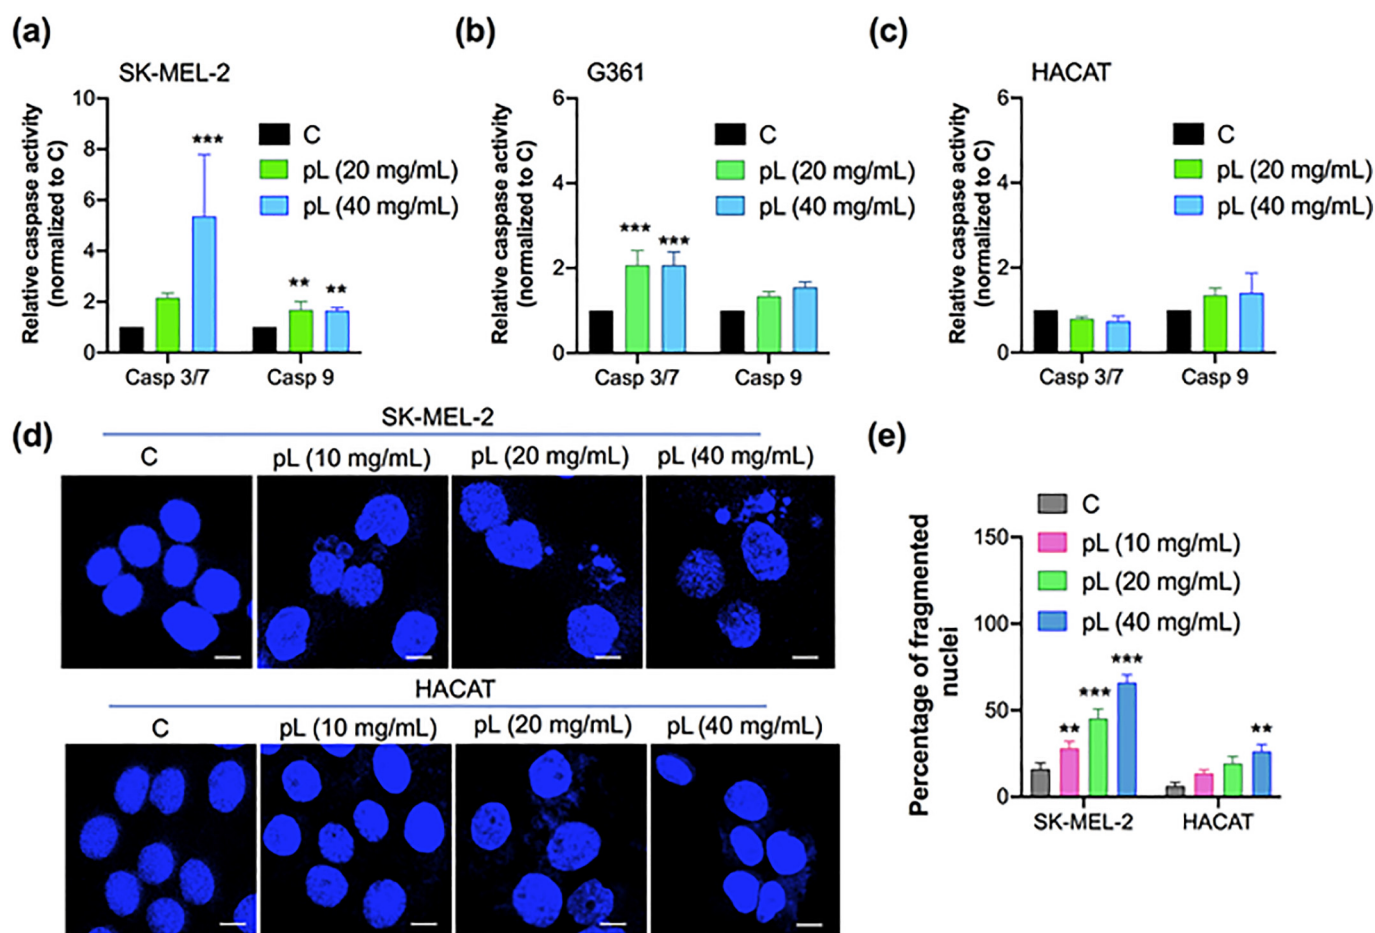 (a)
SK-MEL-2
Relative caspase activity
(normalized to C)
10
8
6
4
2
0
***
**
**
C
pL (20 mg/mL)
pL (40 mg/mL)
Casp 3/7
Casp 9
(b)
G361
Relative caspase activity
(normalized to C)
6
4
2
0
***
***
C
pL (20 mg/mL)
pL (40 mg/mL)
Casp 3/7
Casp 9
(c)
HACAT
Relative caspase activity
(normalized to C)
6
4
2
0
C
pL (20 mg/mL)
pL (40 mg/mL)
Casp 3/7
Casp 9
(d)
SK-MEL-2
C
pL (10 mg/mL)
pL (20 mg/mL)
pL (40 mg/mL)
HACAT
C
pL (10 mg/mL)
pL (20 mg/mL)
pL (40 mg/mL)
(e)
C
pL (10 mg/mL)
pL (20 mg/mL)
pL (40 mg/mL)
Percentage of fragmented
nuclei
150
100
50
0
**
***
***
**
SK-MEL-2
HACAT